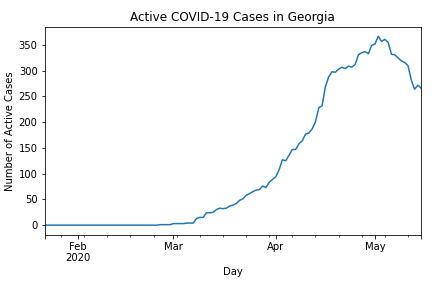 Active COVID-19 Cases in Georgia
Number of Active Cases
350
300
250
200
150
100
50
0
Feb
2020
Mar
Apr
May
Day